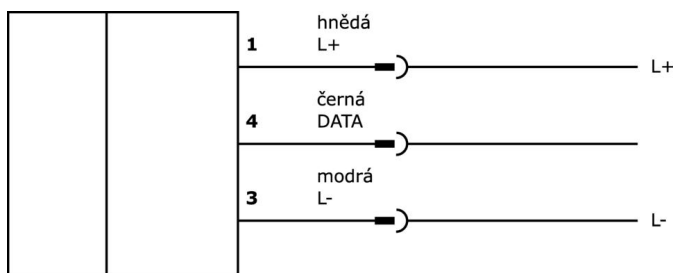 hnědá
1 L+
L+
černá
4 DATA
modrá
3 L-
L-